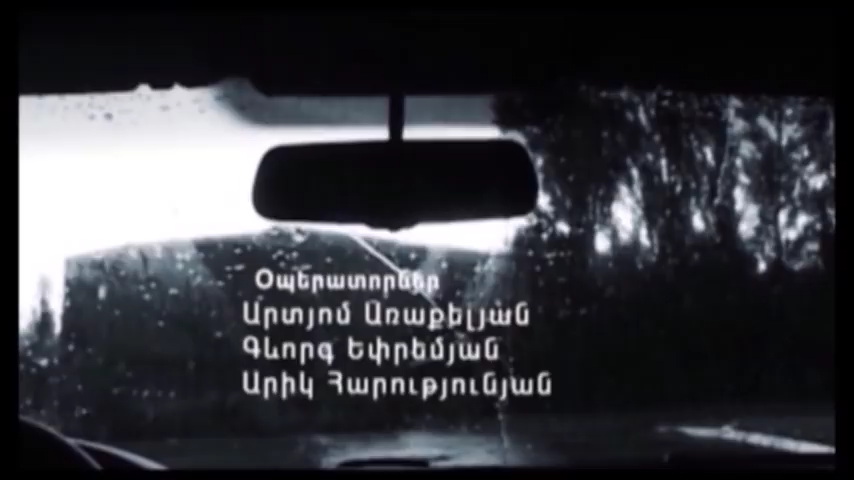 Օպերատորներ
Արտյոմ Առաքելյան
Գևորգ Եփրեմյան
Արիկ Հարությունյան